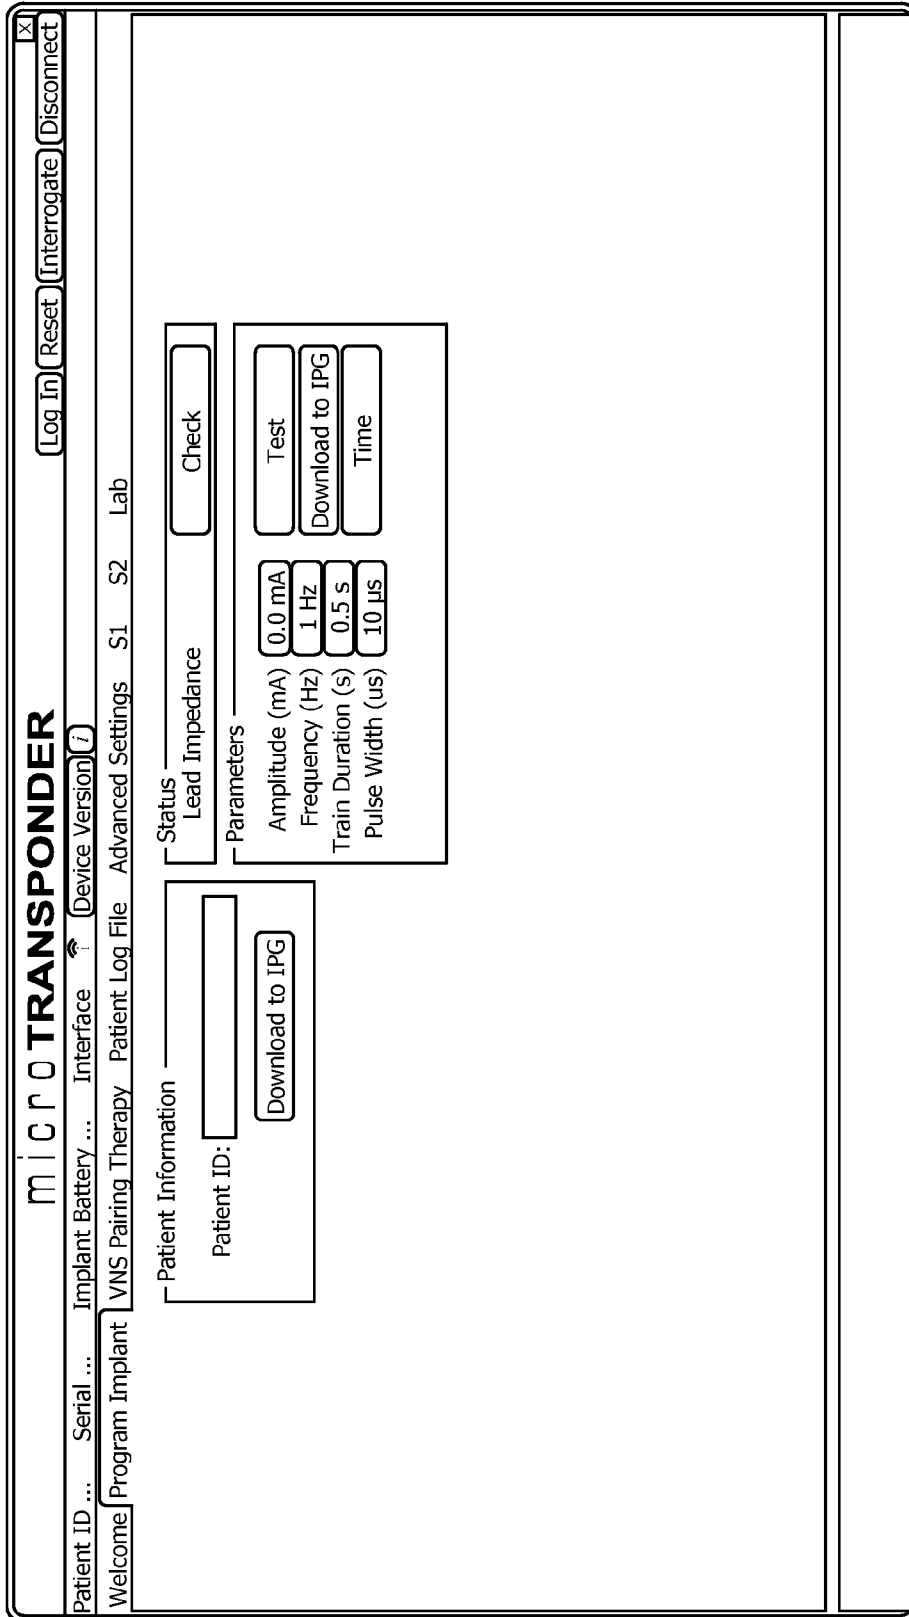 microTRANSPONDER
X
Log In Reset Interrogate Disconnect
Patient ID ... Serial ... Implant Battery ... Interface Device Version i
Welcome Program Implant VNS Pairing Therapy Patient Log File Advanced Settings S1 S2 Lab
Patient Information
Patient ID:
Download to IPG
Status
Lead Impedance Check
Parameters
Amplitude (mA) 0.0 mA Test
Frequency (Hz) 1 Hz Download to IPG
Train Duration (s) 0.5 s Time
Pulse Width (us) 10 µs